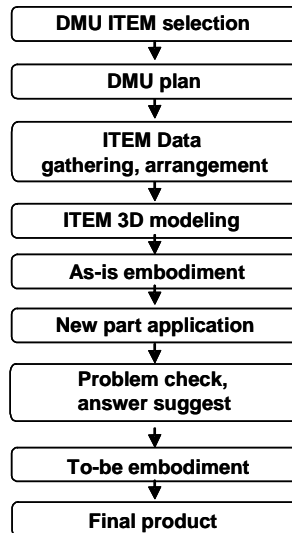 DMU ITEM selection
DMU plan
ITEM Data
gathering, arrangement
ITEM 3D modeling
As-is embodiment
New part application
Problem check,
answer suggest
To-be embodiment
Final product